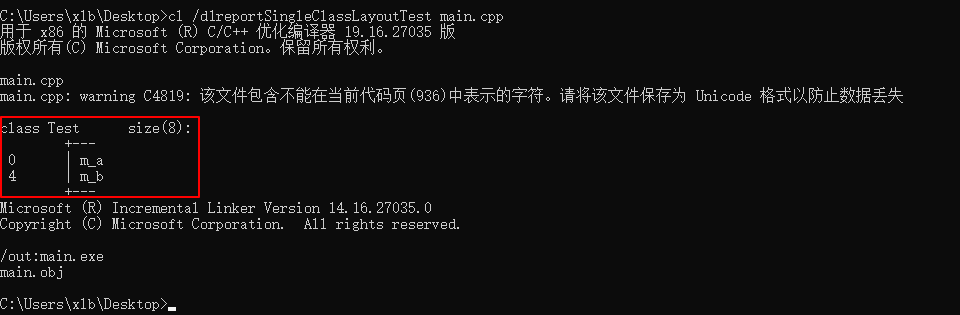 C:\Users\xlb\Desktop>cl /d1reportSingleClassLayoutTest main.cpp
用于 x86 的 Microsoft (R) C/C++ 优化编译器 19.16.27035 版
版权所有(C) Microsoft Corporation。保留所有权利。
main.cpp
main.cpp: warning C4819: 该文件包含不能在当前代码页(936)中表示的字符。请将该文件保存为 Unicode 格式以防止数据丢失
class Test      size(8):
        +---
 0      | m_a
 4      | m_b
        +---
Microsoft (R) Incremental Linker Version 14.16.27035.0
Copyright (C) Microsoft Corporation.  All rights reserved.
/out:main.exe
main.obj
C:\Users\xlb\Desktop>_